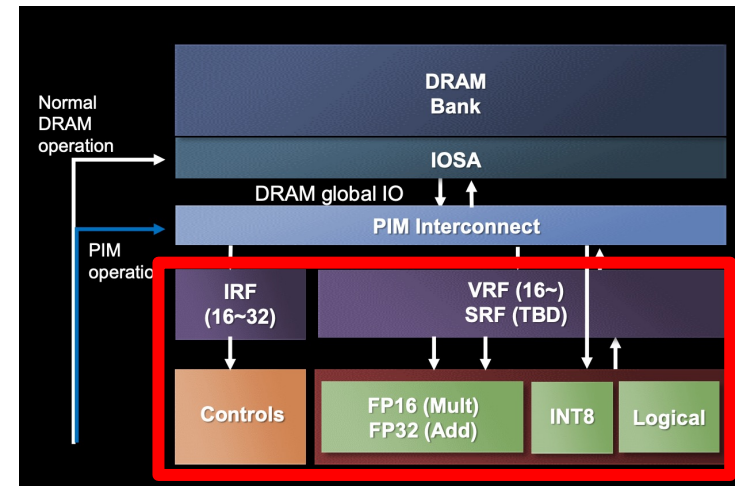 DRAM
Bank
Normal
DRAM
operation
IOSA
DRAM global IO
PIM Interconnect
PIM
operation
IRF
(16~32)
VRF (16~)
SRF (TBD)
Controls
FP16 (Mult)
FP32 (Add)
INT8
Logical